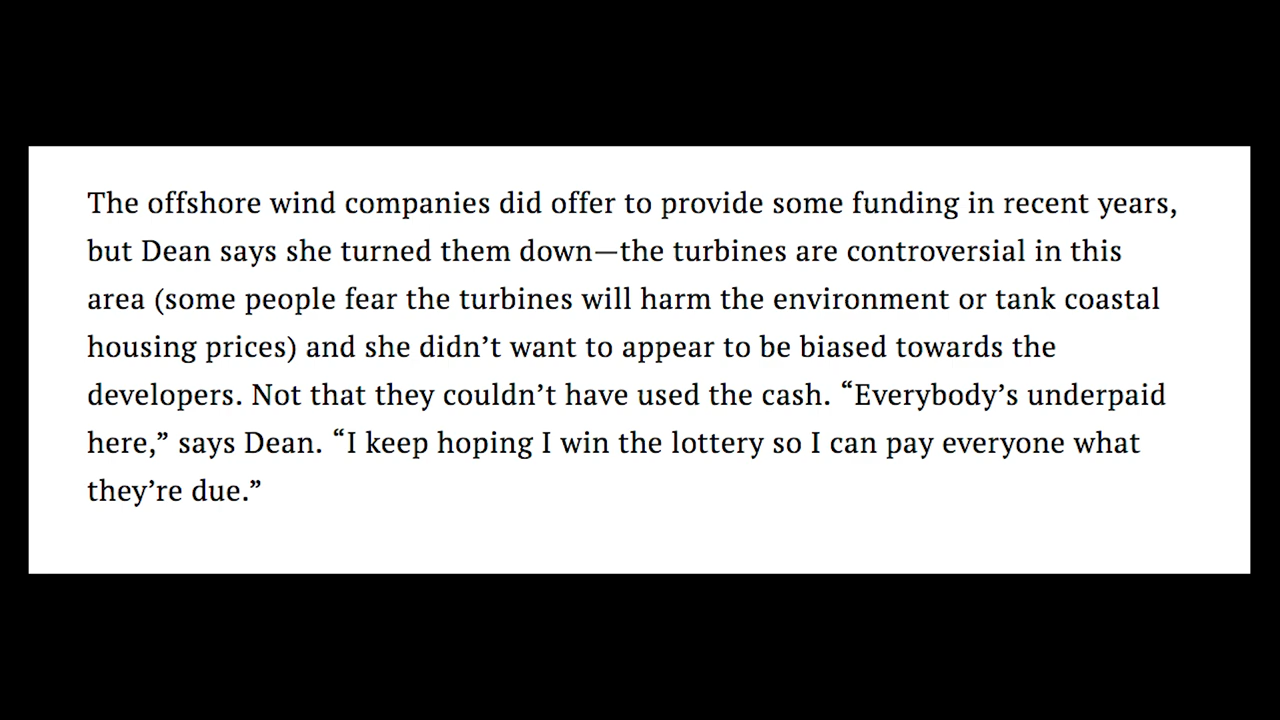 The offshore wind companies did offer to provide some funding in recent years,
but Dean says she turned them down—the turbines are controversial in this
area (some people fear the turbines will harm the environment or tank coastal
housing prices) and she didn’t want to appear to be biased towards the
developers. Not that they couldn’t have used the cash. “Everybody’s underpaid
here,” says Dean. “I keep hoping I win the lottery so I can pay everyone what
they’re due.”